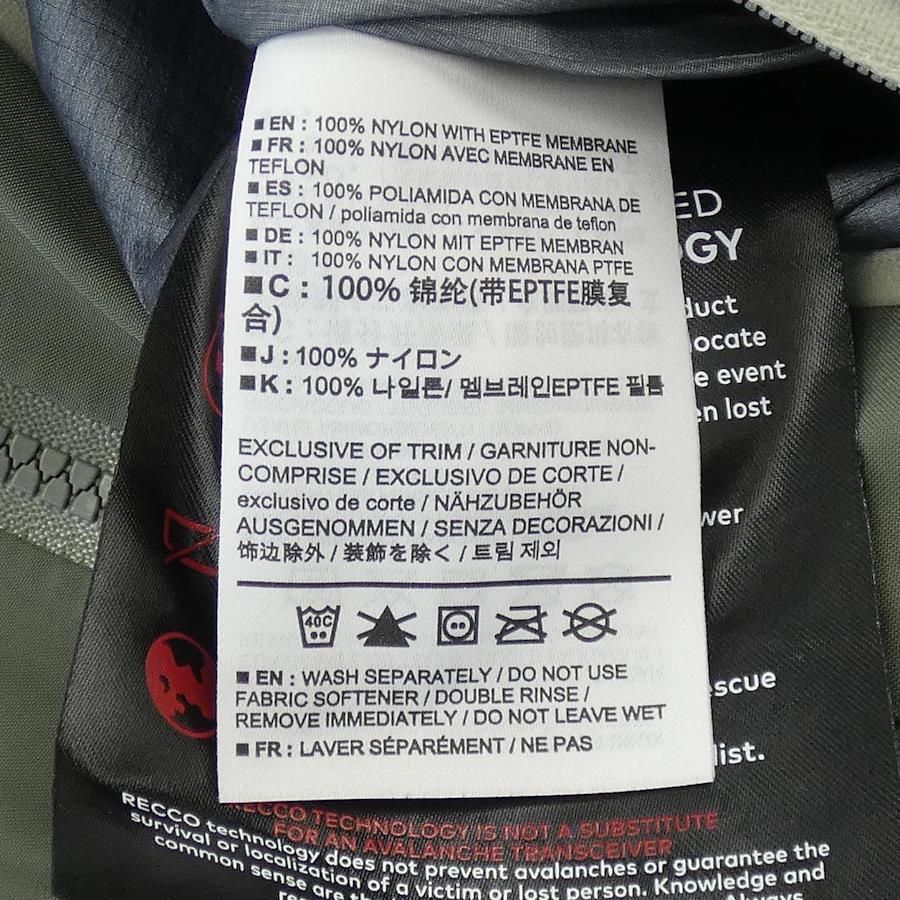 ■ EN : 100% NYLON WITH EPTFE MEMBRANE
■ FR : 100% NYLON AVEC MEMBRANE EN
TEFLON
■ ES : 100% POLIAMIDA CON MEMBRANA DE
TEFLON / poliamida con membrana de teflon
■ DE : 100% NYLON MIT EPTFE MEMBRAN
■ IT : 100% NYLON CON MEMBRANA PTFE
■ C : 100% 锦纶(带EPTFE膜复
合)
■ J : 100% ナイロン
■ K : 100% 나일론/ 멤브레인EPTFE 필름
EXCLUSIVE OF TRIM / GARNITURE NON-
COMPRISE / EXCLUSIVO DE CORTE /
exclusivo de corte / NÄHZUBEHÖR
AUSGENOMMEN / SENZA DECORAZIONI /
饰边除外 / 装飾を除く / 트림 제외
40C
■ EN : WASH SEPARATELY / DO NOT USE
FABRIC SOFTENER / DOUBLE RINSE /
REMOVE IMMEDIATELY / DO NOT LEAVE WET
■ FR : LAVER SÉPARÉMENT / NE PAS
ED
OGY
duct
locate
e event
en lost
wer
escue
list.
RECCO TECHNOLOGY IS NOT A SUBSTITUTE
FOR AN AVALANCHE TRANSCEIVER
RECCO technology does not prevent avalanches or guarantee the
survival or localization of a victim or lost person. Knowledge and
common sense are the
Always